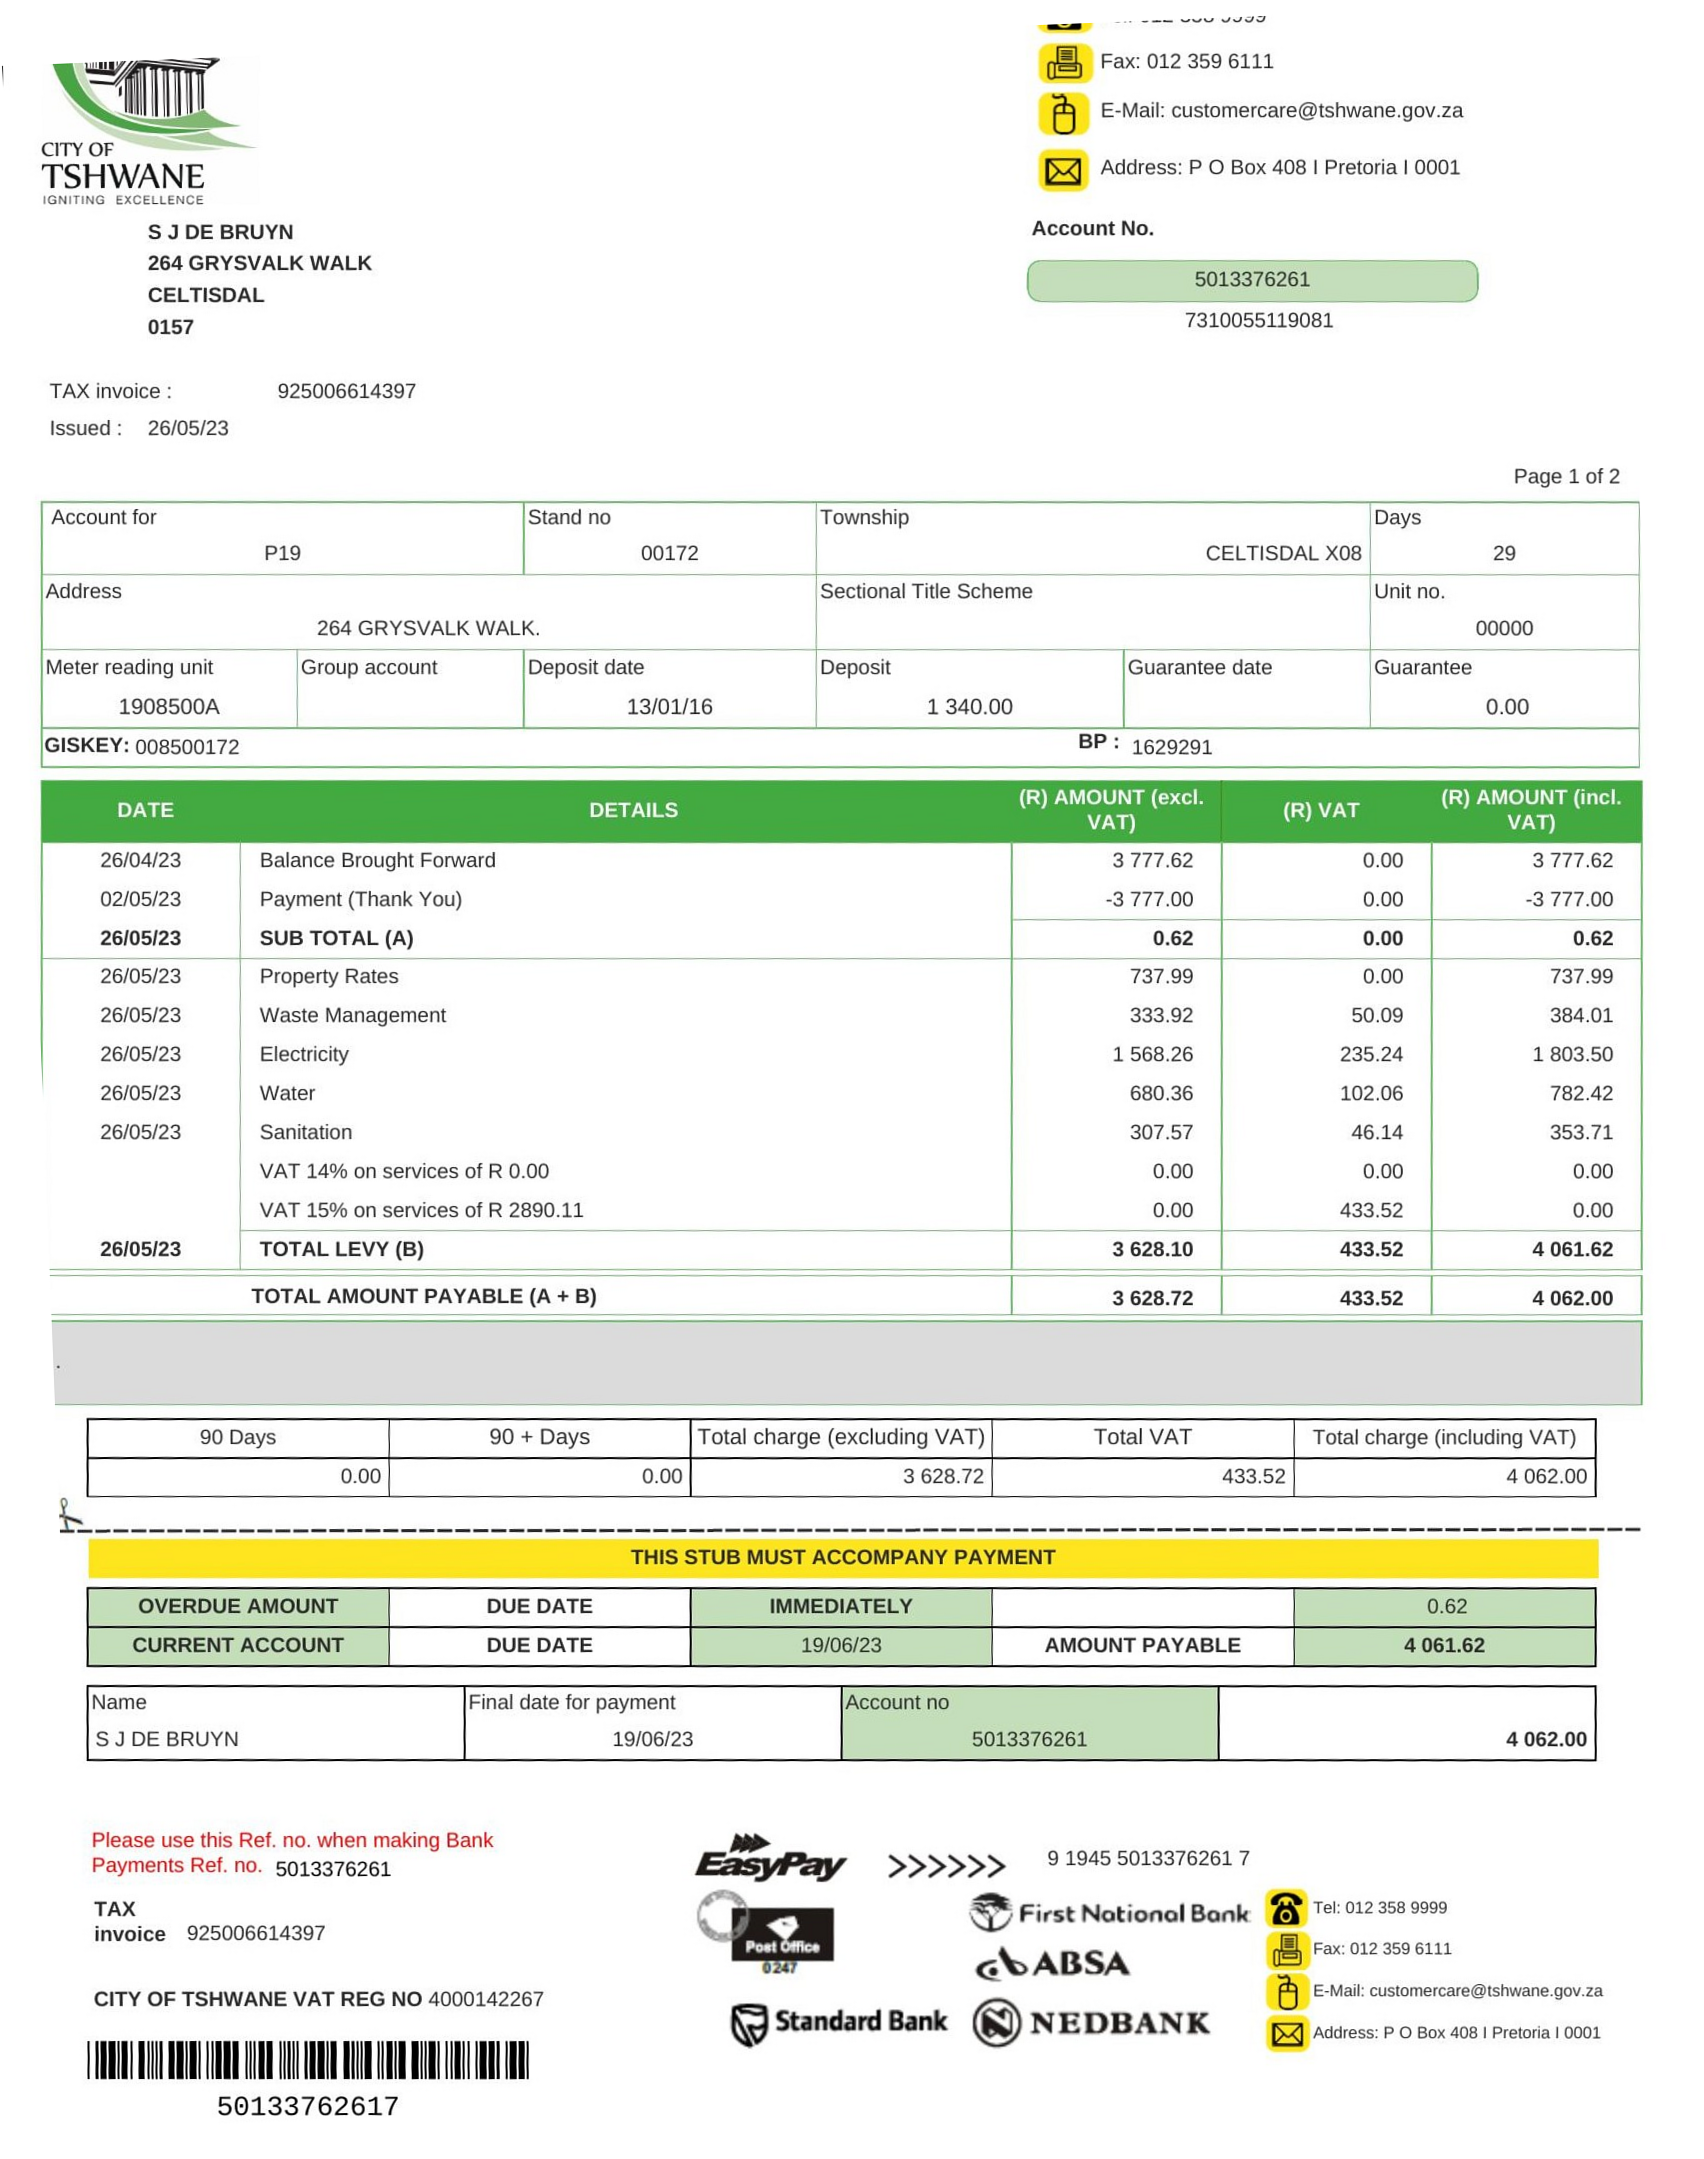 Fax: 012 359 6111
E-Mail: customercare@tshwane.gov.za
Address: P O Box 408 I Pretoria I 0001
CITY OF
TSHWANE
IGNITING EXCELLENCE
S J DE BRUYN
264 GRYSVALK WALK
CELTISDAL
0157
Account No.
5013376261
7310055119081
TAX invoice : 925006614397
Issued : 26/05/23
Page 1 of 2
Account for Stand no Township Days
P19 00172 CELTISDAL X08 29
Address Sectional Title Scheme Unit no.
264 GRYSVALK WALK. 00000
Meter reading unit Group account Deposit date Deposit Guarantee date Guarantee
1908500A 13/01/16 1 340.00 0.00
GISKEY: 008500172 BP : 1629291
DATE DETAILS (R) AMOUNT (excl. VAT) (R) VAT (R) AMOUNT (incl. VAT)
26/04/23 Balance Brought Forward 3 777.62 0.00 3 777.62
02/05/23 Payment (Thank You) -3 777.00 0.00 -3 777.00
26/05/23 SUB TOTAL (A) 0.62 0.00 0.62
26/05/23 Property Rates 737.99 0.00 737.99
26/05/23 Waste Management 333.92 50.09 384.01
26/05/23 Electricity 1 568.26 235.24 1 803.50
26/05/23 Water 680.36 102.06 782.42
26/05/23 Sanitation 307.57 46.14 353.71
VAT 14% on services of R 0.00 0.00 0.00 0.00
VAT 15% on services of R 2890.11 0.00 433.52 0.00
26/05/23 TOTAL LEVY (B) 3 628.10 433.52 4 061.62
TOTAL AMOUNT PAYABLE (A + B) 3 628.72 433.52 4 062.00
.
90 Days 90 + Days Total charge (excluding VAT) Total VAT Total charge (including VAT)
0.00 0.00 3 628.72 433.52 4 062.00
THIS STUB MUST ACCOMPANY PAYMENT
OVERDUE AMOUNT DUE DATE IMMEDIATELY 0.62
CURRENT ACCOUNT DUE DATE 19/06/23 AMOUNT PAYABLE 4 061.62
Name Final date for payment Account no
S J DE BRUYN 19/06/23 5013376261 4 062.00
Please use this Ref. no. when making Bank
Payments Ref. no. 5013376261
TAX
invoice 925006614397
CITY OF TSHWANE VAT REG NO 4000142267
50133762617
EasyPay >>>>>> 9 1945 5013376261 7
Post Office
0247
First National Bank
ABSA
Standard Bank
NEDBANK
Tel: 012 358 9999
Fax: 012 359 6111
E-Mail: customercare@tshwane.gov.za
Address: P O Box 408 I Pretoria I 0001